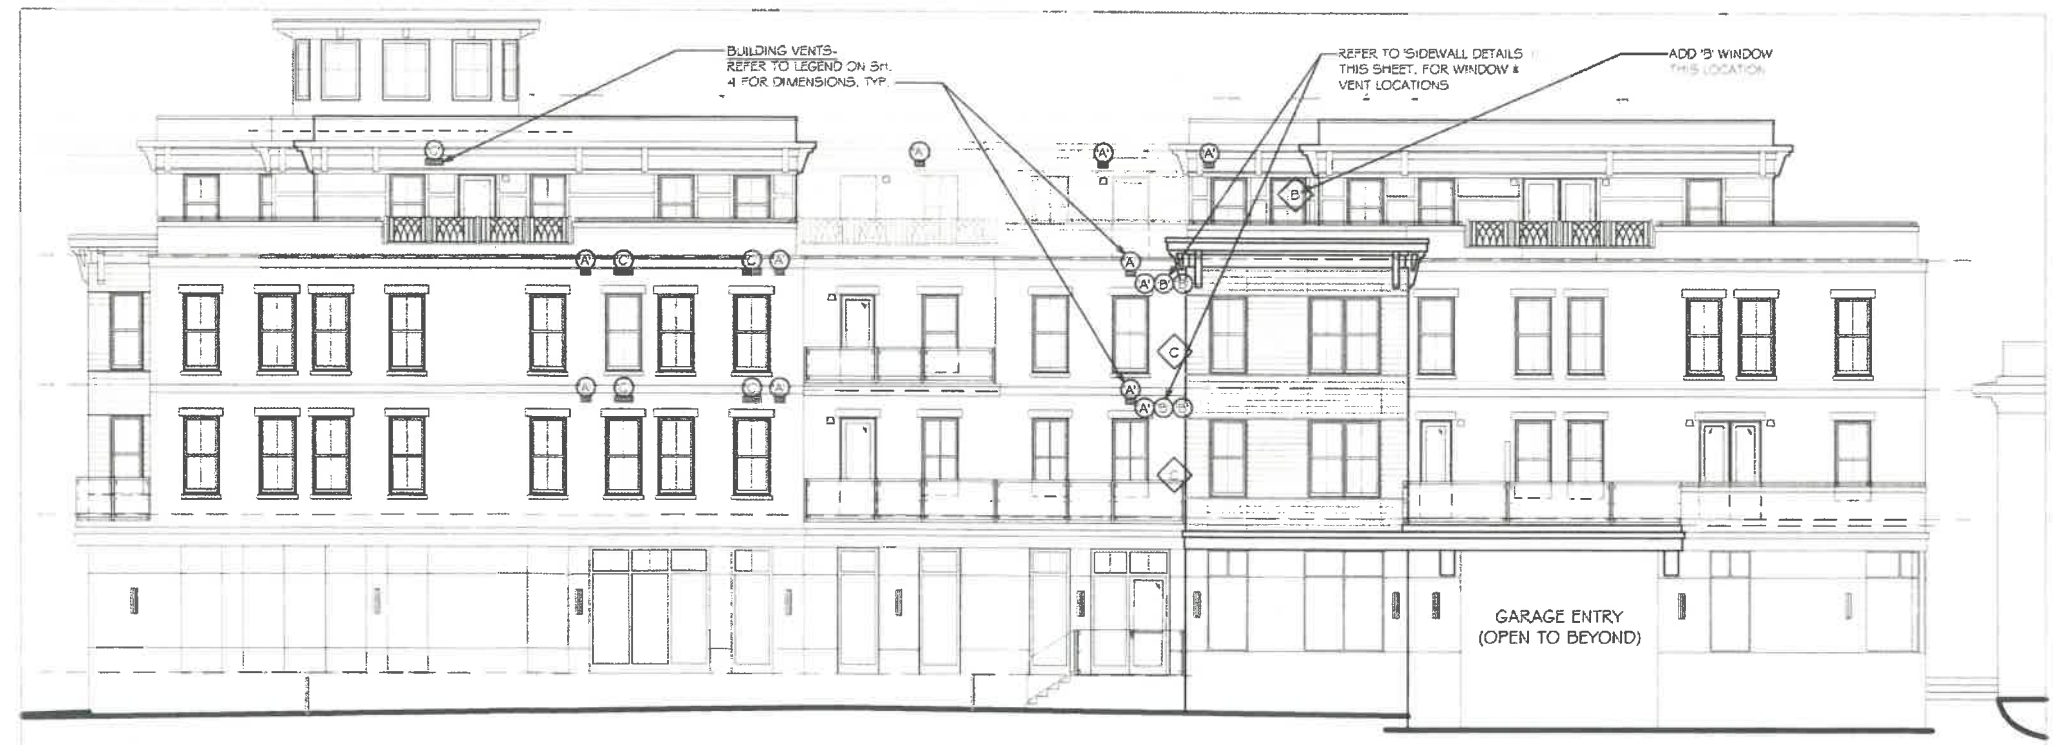 BUILDING VENTS-
REFER TO LEGEND ON SH.
4 FOR DIMENSIONS, TYP.
REFER TO 'SIDEWALL DETAILS
THIS SHEET, FOR WINDOW &
VENT LOCATIONS
ADD 'B' WINDOW
THIS LOCATION
A'
A'
B
A'
C'
C'
A'
A
A' B'
C
A'
A' B'
GARAGE ENTRY
(OPEN TO BEYOND)